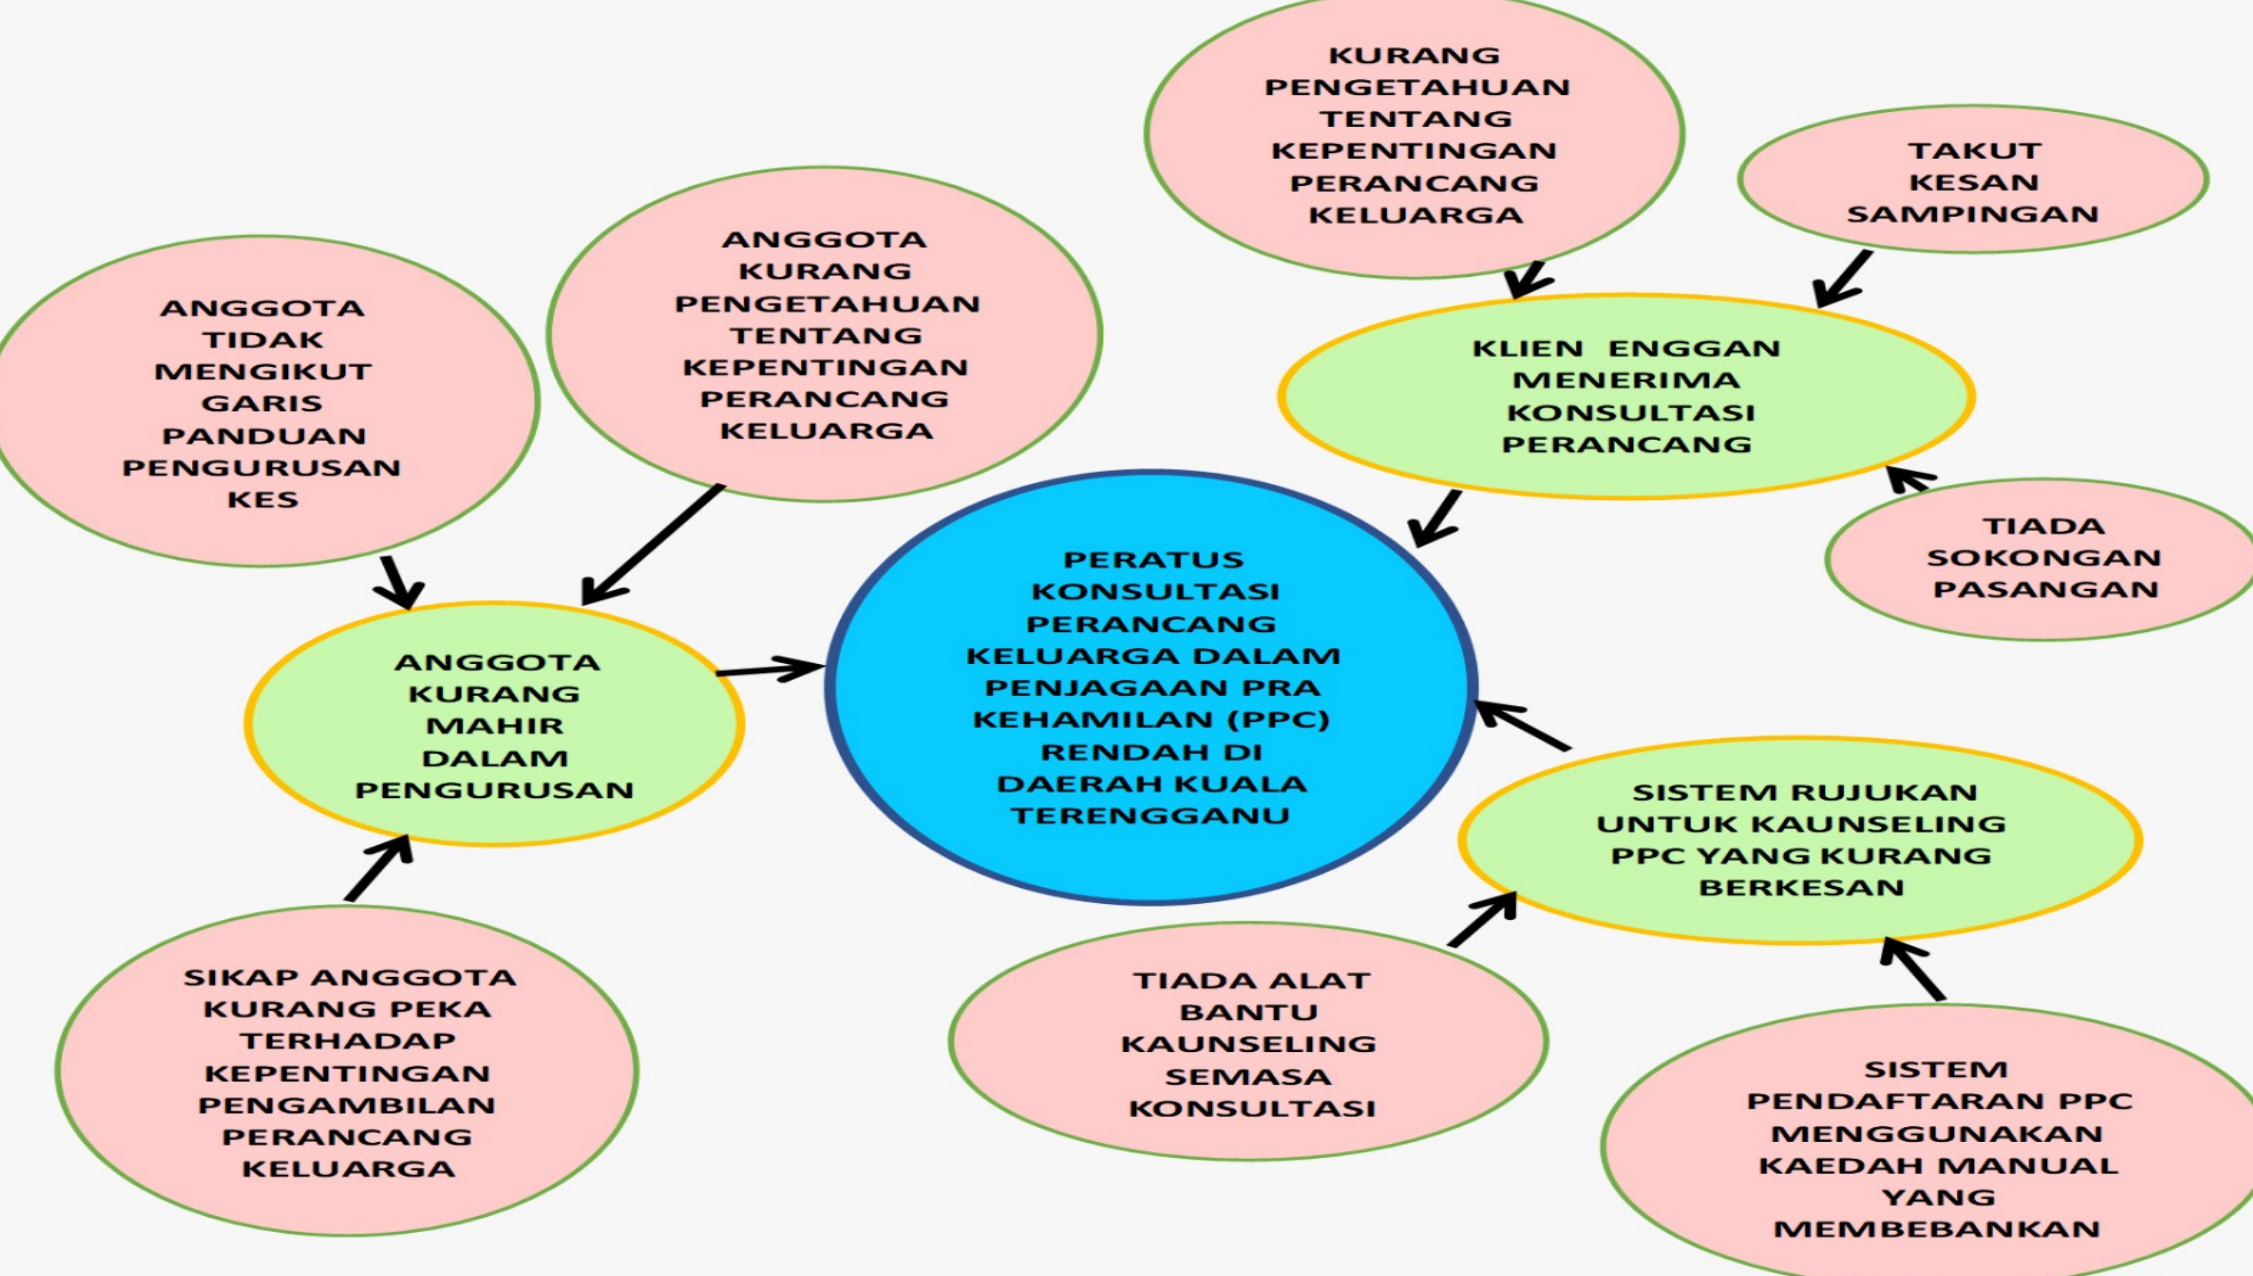 KURANG
PENGETAHUAN
TENTANG
KEPENTINGAN
PERANCANG
KELUARGA
TAKUT
KESAN
SAMPINGAN
ANGGOTA
KURANG
PENGETAHUAN
TENTANG
KEPENTINGAN
PERANCANG
KELUARGA
ANGGOTA
TIDAK
MENGIKUT
GARIS
PANDUAN
PENGURUSAN
KES
KLIEN ENGGAN
MENERIMA
KONSULTASI
PERANCANG
TIADA
SOKONGAN
PASANGAN
PERATUS
KONSULTASI
PERANCANG
KELUARGA DALAM
PENJAGAAN PRA
KEHAMILAN (PPC)
RENDAH DI
DAERAH KUALA
TERENGGANU
ANGGOTA
KURANG
MAHIR
DALAM
PENGURUSAN
SISTEM RUJUKAN
UNTUK KAUNSELING
PPC YANG KURANG
BERKESAN
SIKAP ANGGOTA
KURANG PEKA
TERHADAP
KEPENTINGAN
PENGAMBILAN
PERANCANG
KELUARGA
TIADA ALAT
BANTU
KAUNSELING
SEMASA
KONSULTASI
SISTEM
PENDAFTARAN PPC
MENGGUNAKAN
KAEDAH MANUAL
YANG
MEMBEBANKAN